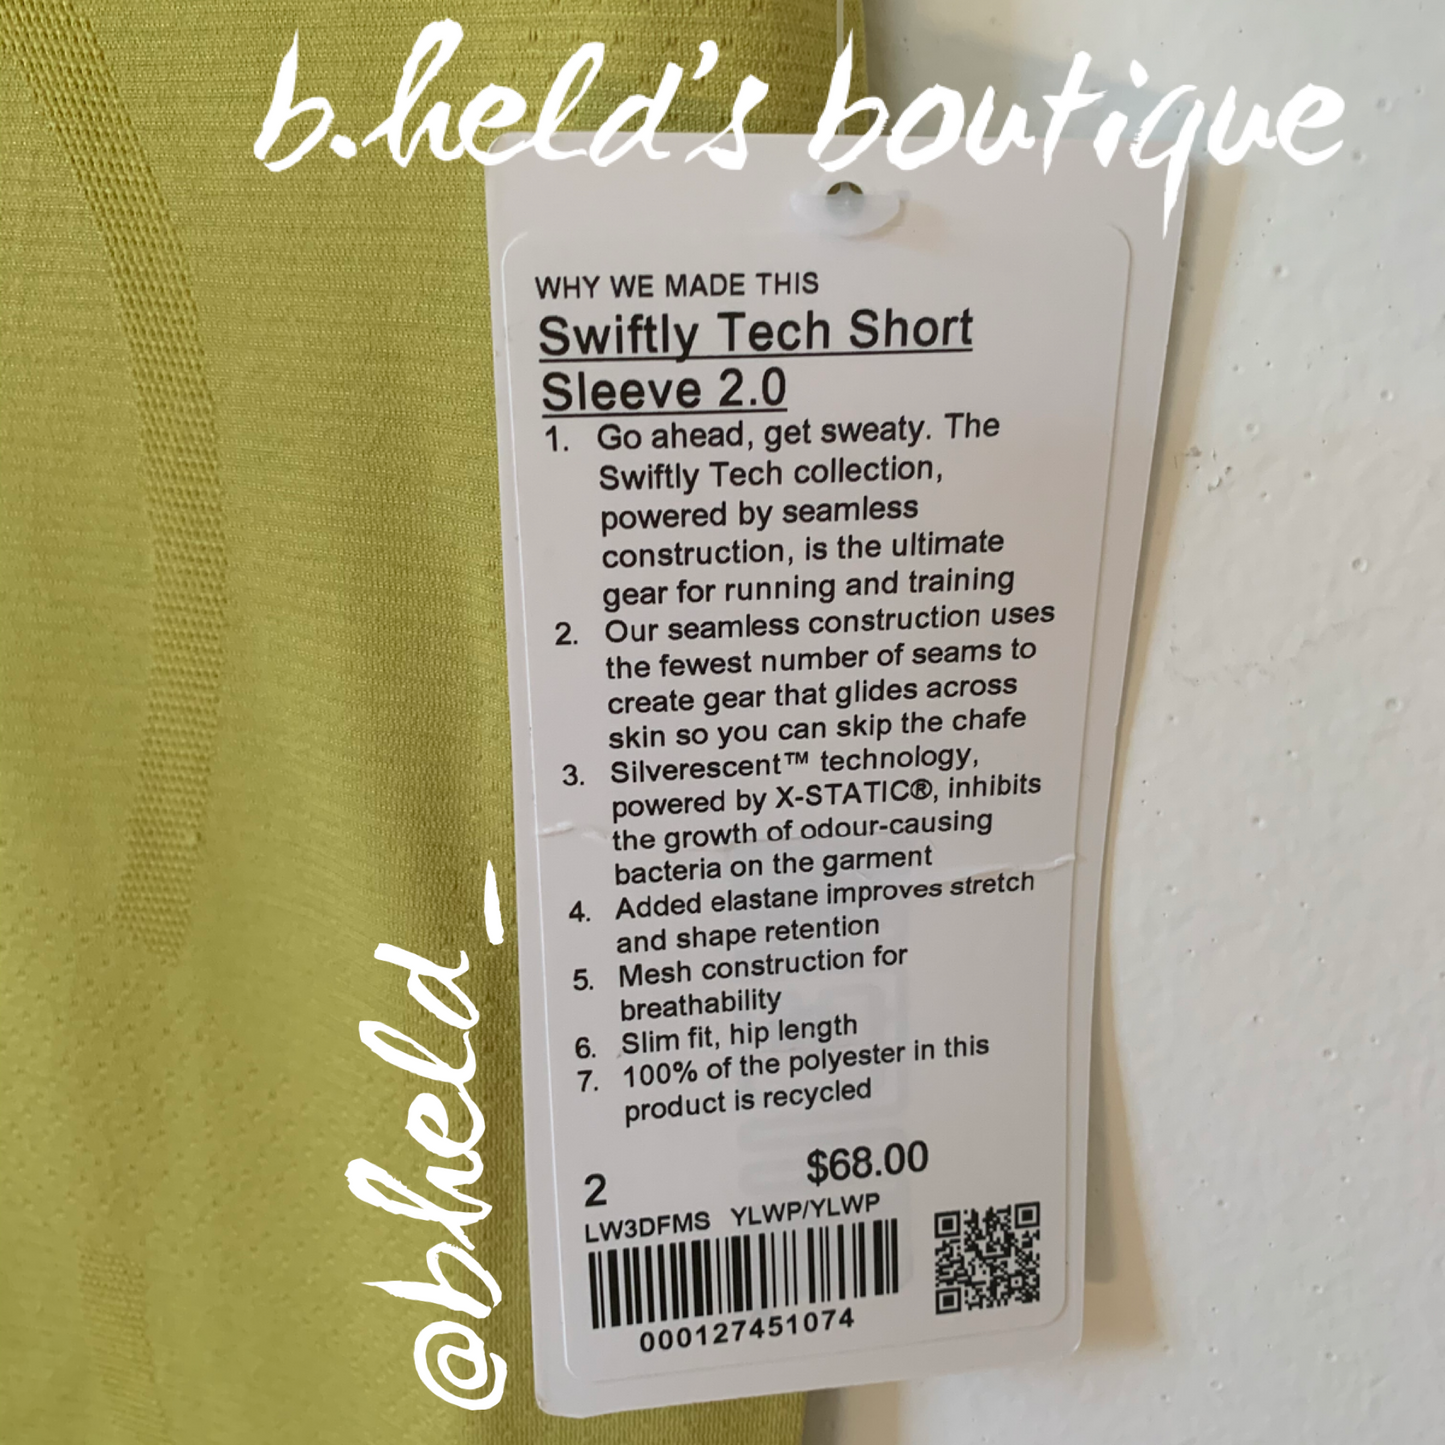 b.held's boutique
WHY WE MADE THIS
Swiftly Tech Short
Sleeve 2.0
1. Go ahead, get sweaty. The
Swiftly Tech collection,
powered by seamless
construction, is the ultimate
gear for running and training
2. Our seamless construction uses
the fewest number of seams to
create gear that glides across
skin so you can skip the chafe
3. Silverescent™ technology,
powered by X-STATIC®, inhibits
the growth of odour-causing
bacteria on the garment
4. Added elastane improves stretch
and shape retention
5. Mesh construction for
breathability
6. Slim fit, hip length
7. 100% of the polyester in this
product is recycled
2 $68.00
LW3DFMS YLWP/YLWP
000127451074
@bheld_